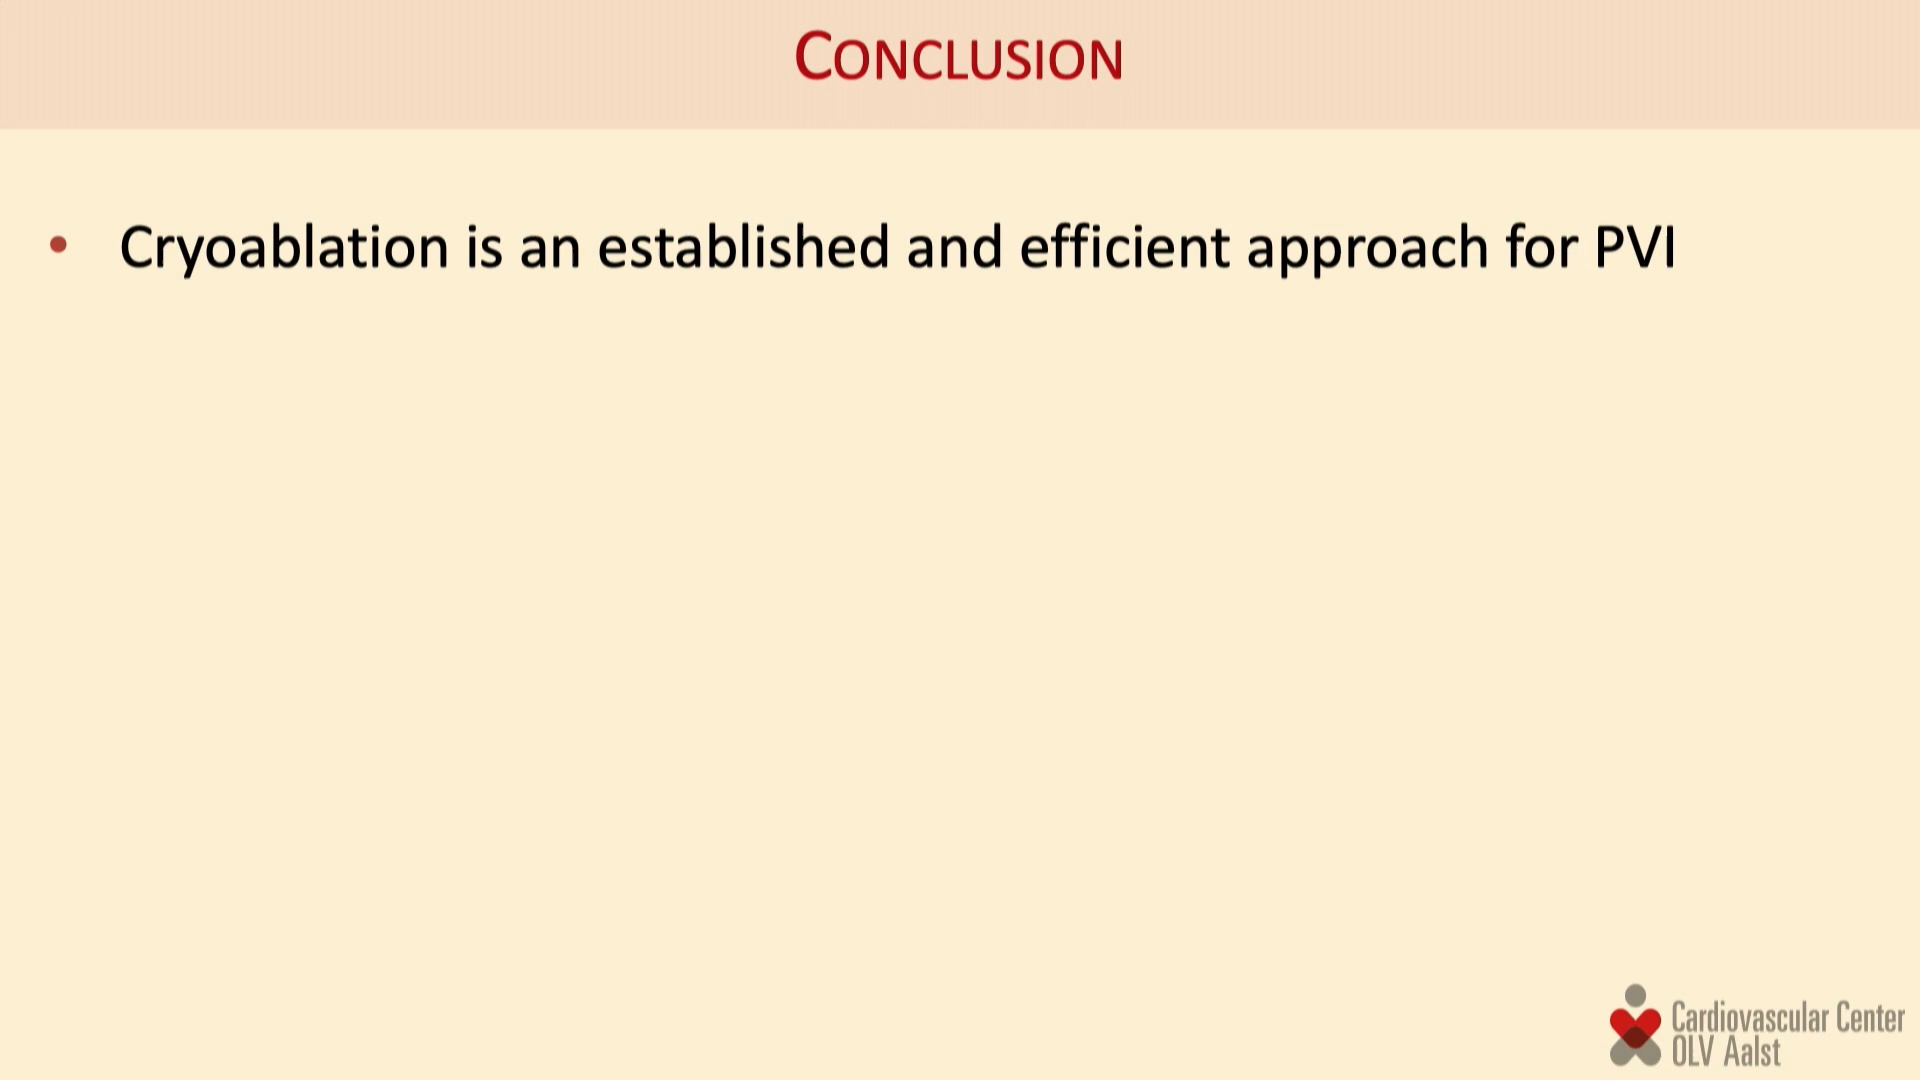 CONCLUSION
• Cryoablation is an established and efficient approach for PVI
Cardiovascular Center
OLV Aalst